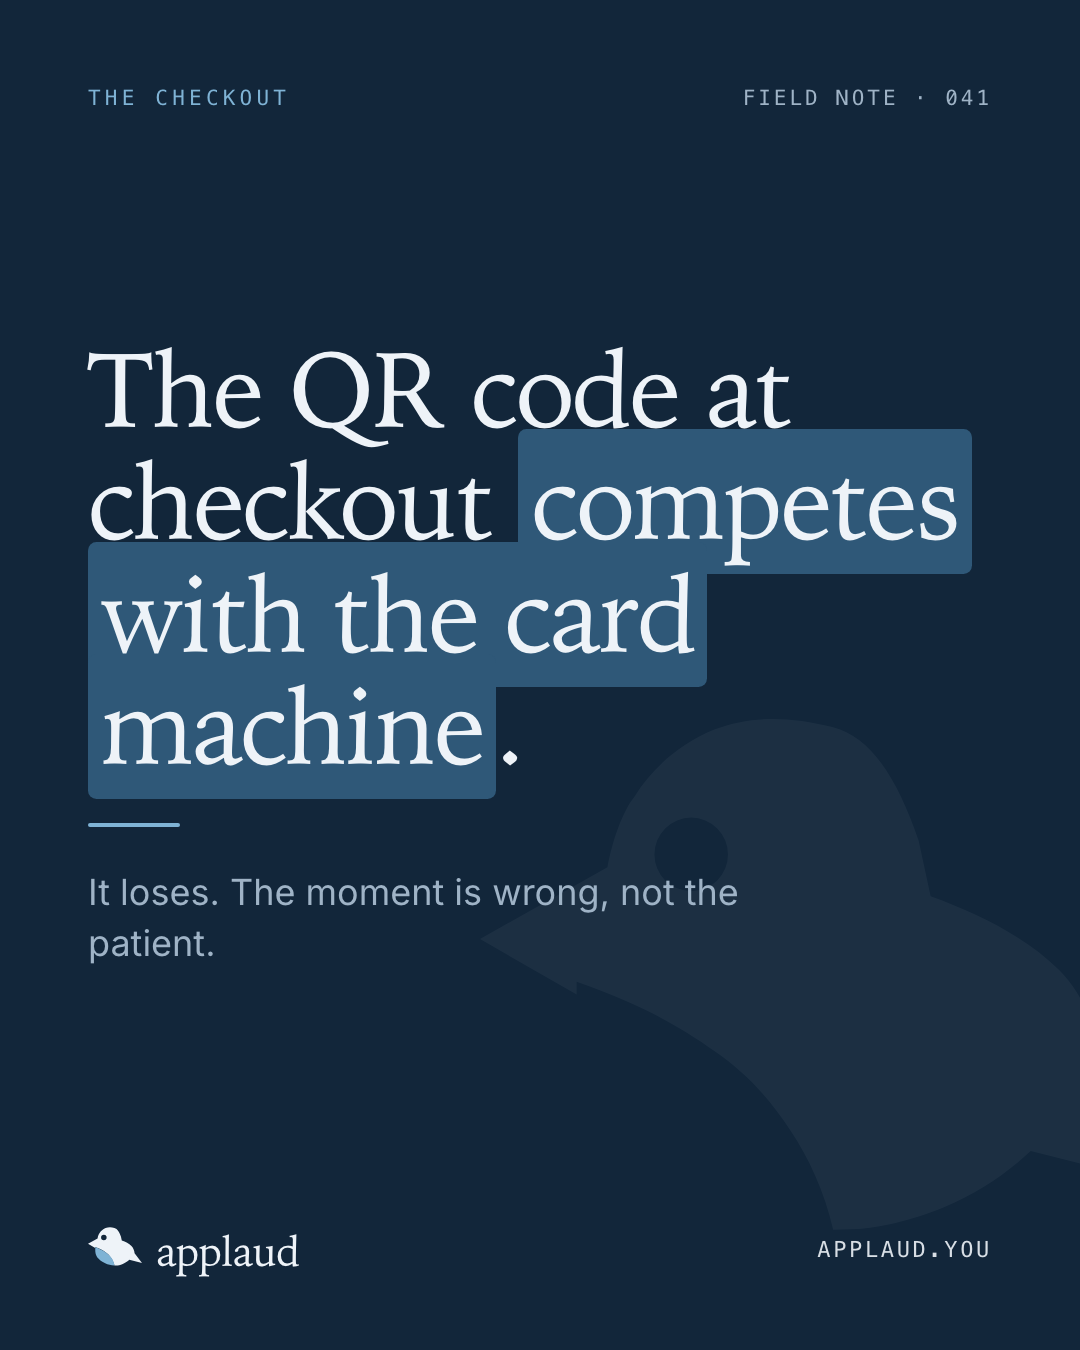 THE CHECKOUT
FIELD NOTE · 041
The QR code at
checkout competes
with the card
machine.
It loses. The moment is wrong, not the
patient.
applaud
APPLAUD.YOU